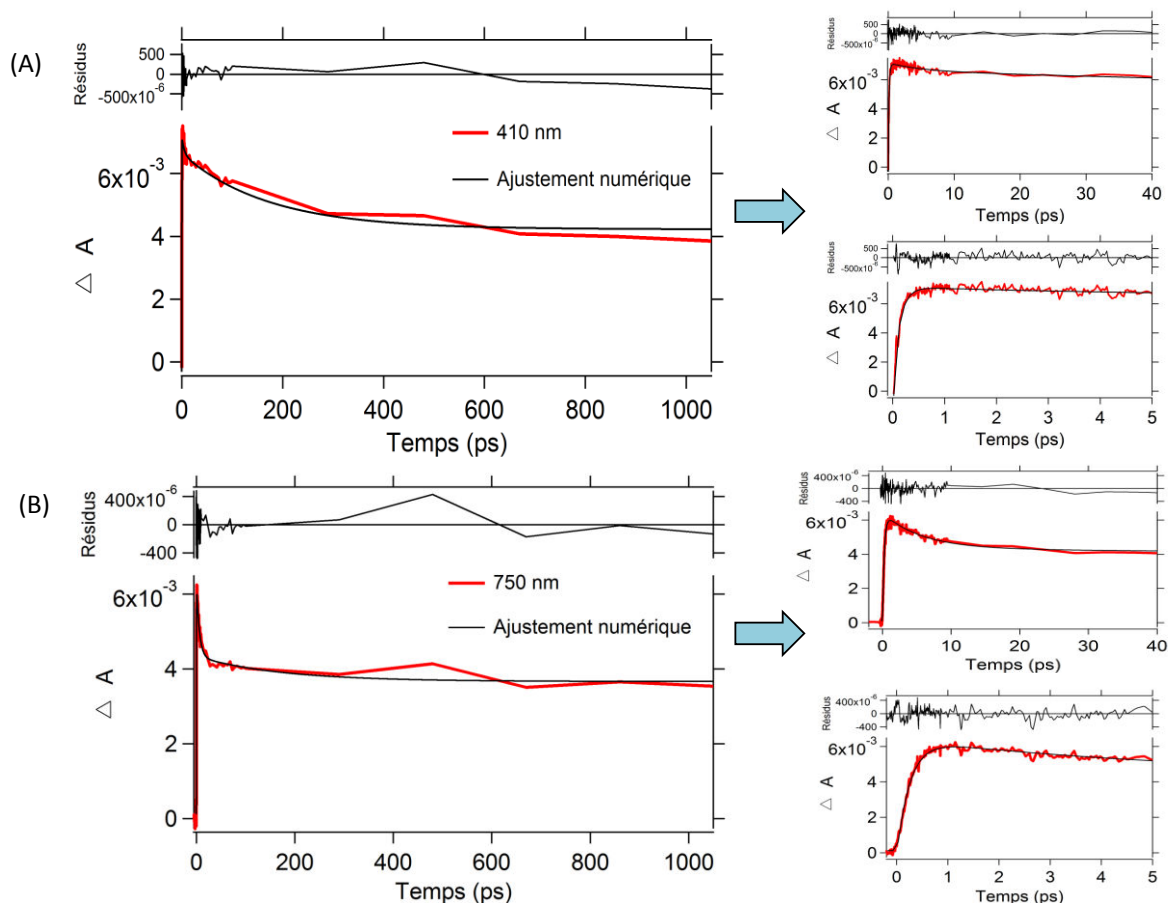 (A)
Résidus
500
0
-500x10⁻⁶
6x10⁻³
4
2
0
△ A
410 nm
Ajustement numérique
0
200
400
600
800
1000
Temps (ps)
Résidus
500
0
-500x10⁻⁶
6x10⁻³
4
2
0
△ A
0
10
20
30
40
Temps (ps)
Résidus
500
0
-500x10⁻⁶
6x10⁻³
4
2
0
△ A
0
1
2
3
4
5
Temps (ps)
(B)
Résidus
400x10⁻⁶
0
-400
6x10⁻³
4
2
0
△ A
750 nm
Ajustement numérique
0
200
400
600
800
1000
Temps (ps)
Résidus
400x10⁻⁶
0
-400
6x10⁻³
4
2
0
△ A
0
10
20
30
40
Temps (ps)
Résidus
400x10⁻⁶
0
-400
6x10⁻³
4
2
0
△ A
0
1
2
3
4
5
Temps (ps)